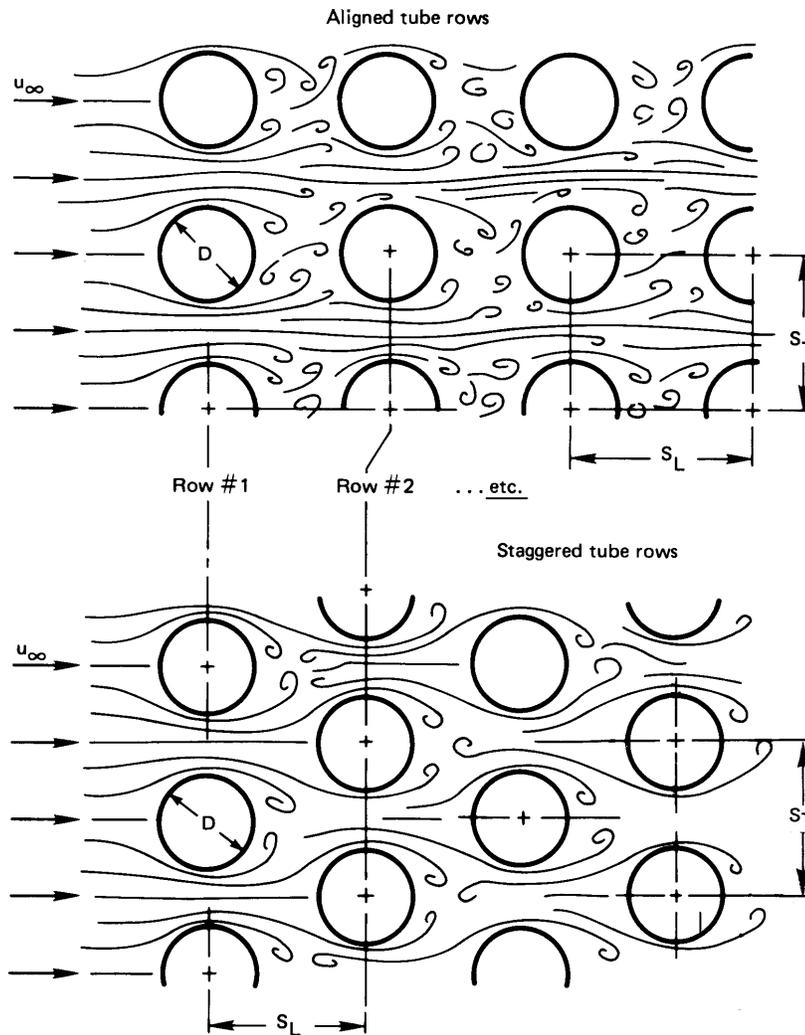 Aligned tube rows
u∞
D
S
S_L
Row #1 Row #2 ... etc.
Staggered tube rows
u∞
D
S
S_L